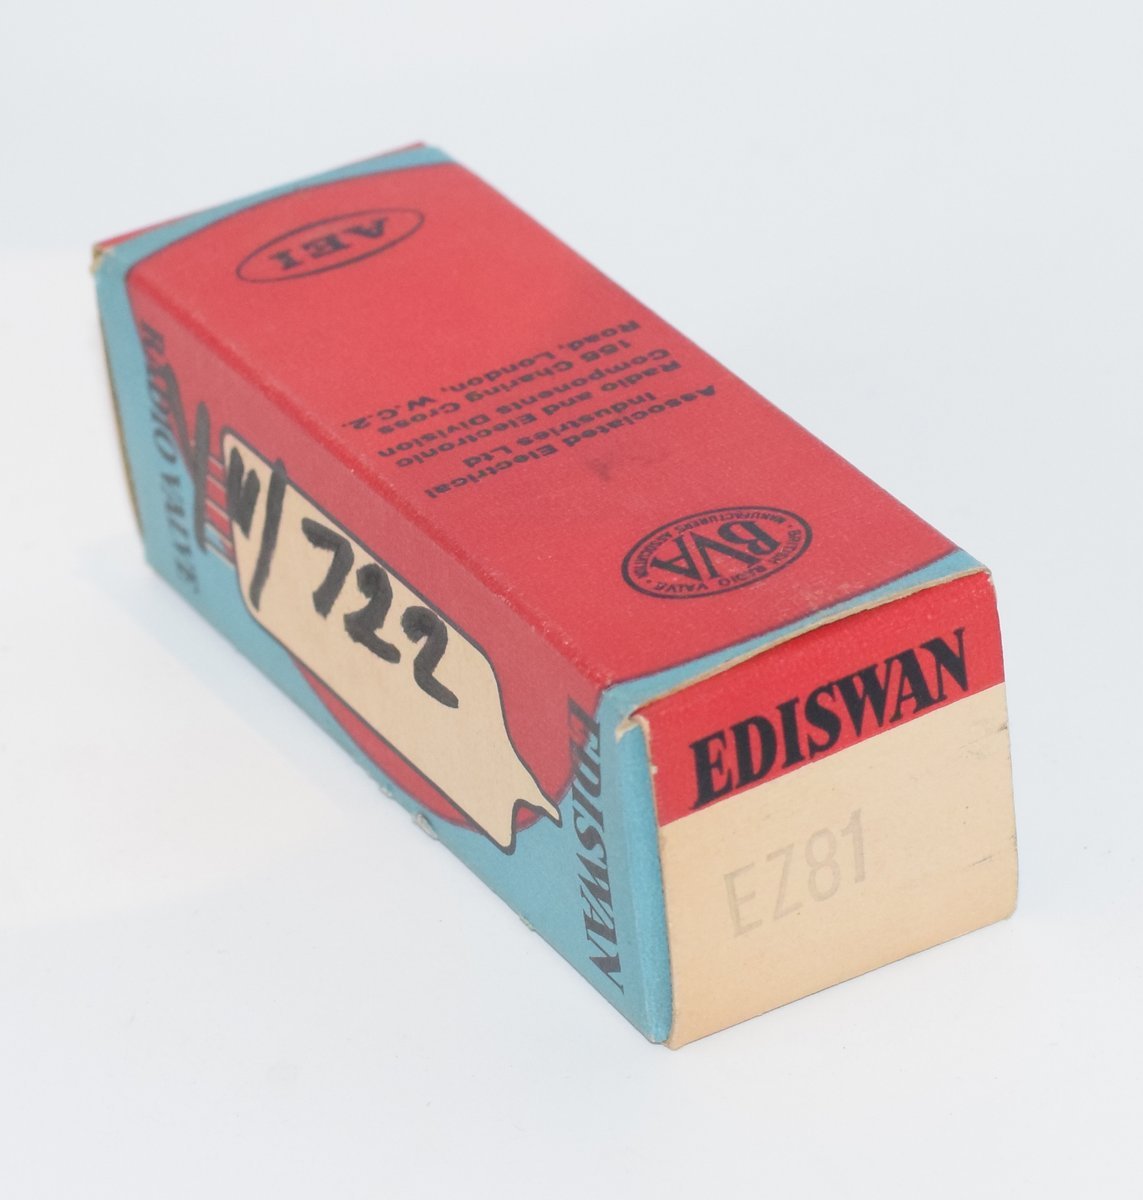 AEI
Associated Electrical
Industries Ltd
Radio and Electronic
Components Division
155 Charing Cross
Road, London, W.C.2.
BVA
BRITISH RADIO VALVE
MANUFACTURERS ASSOCIATION
RADIO VALVE
722
EDISWAN
EDISWAN
EZ81